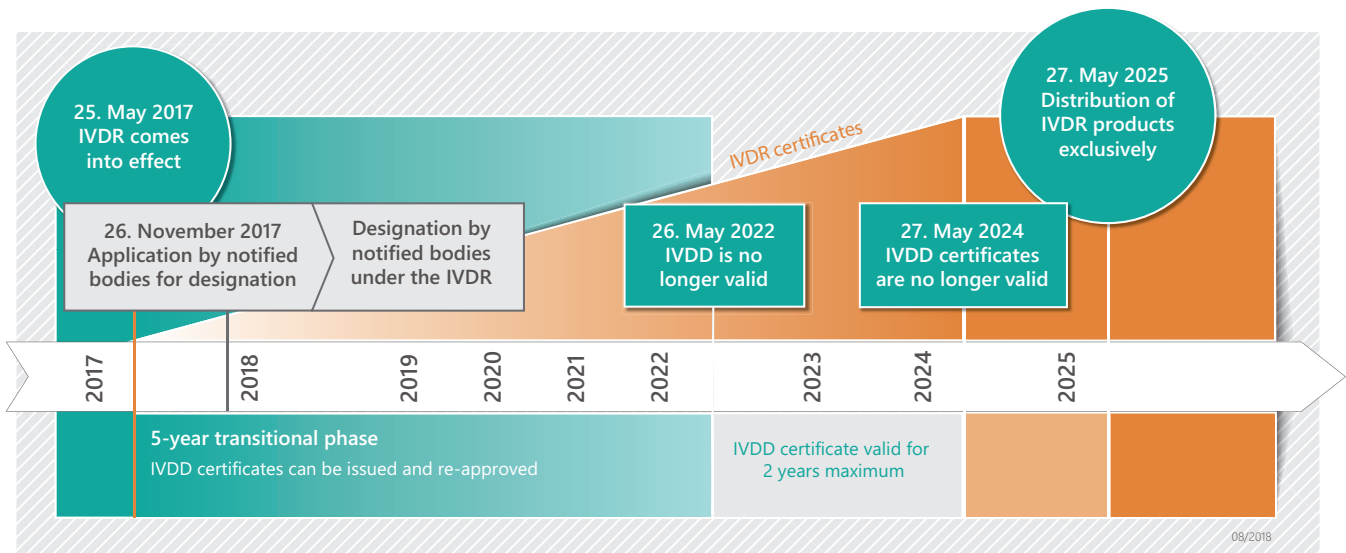 25. May 2017
IVDR comes
into effect
27. May 2025
Distribution of
IVDR products
exclusively
IVDR certificates
26. November 2017
Application by notified
bodies for designation
Designation by
notified bodies
under the IVDR
26. May 2022
IVDD is no
longer valid
27. May 2024
IVDD certificates
are no longer valid
2017
2018
2019
2020
2021
2022
2023
2024
2025
5-year transitional phase
IVDD certificates can be issued and re-approved
IVDD certificate valid for
2 years maximum
08/2018